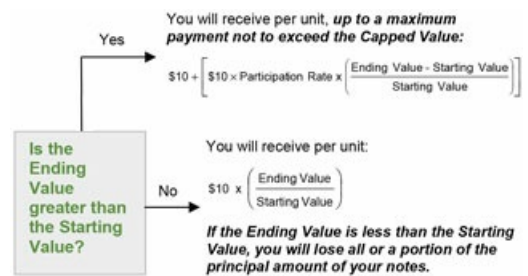 You will receive per unit, up to a maximum
payment not to exceed the Capped Value:
Yes
$10 + [ $10 × Participation Rate x ( Ending Value - Starting Value / Starting Value ) ]
Is the
Ending
Value
greater than
the Starting
Value?
No
You will receive per unit:
$10 x ( Ending Value / Starting Value )
If the Ending Value is less than the Starting
Value, you will lose all or a portion of the
principal amount of your notes.